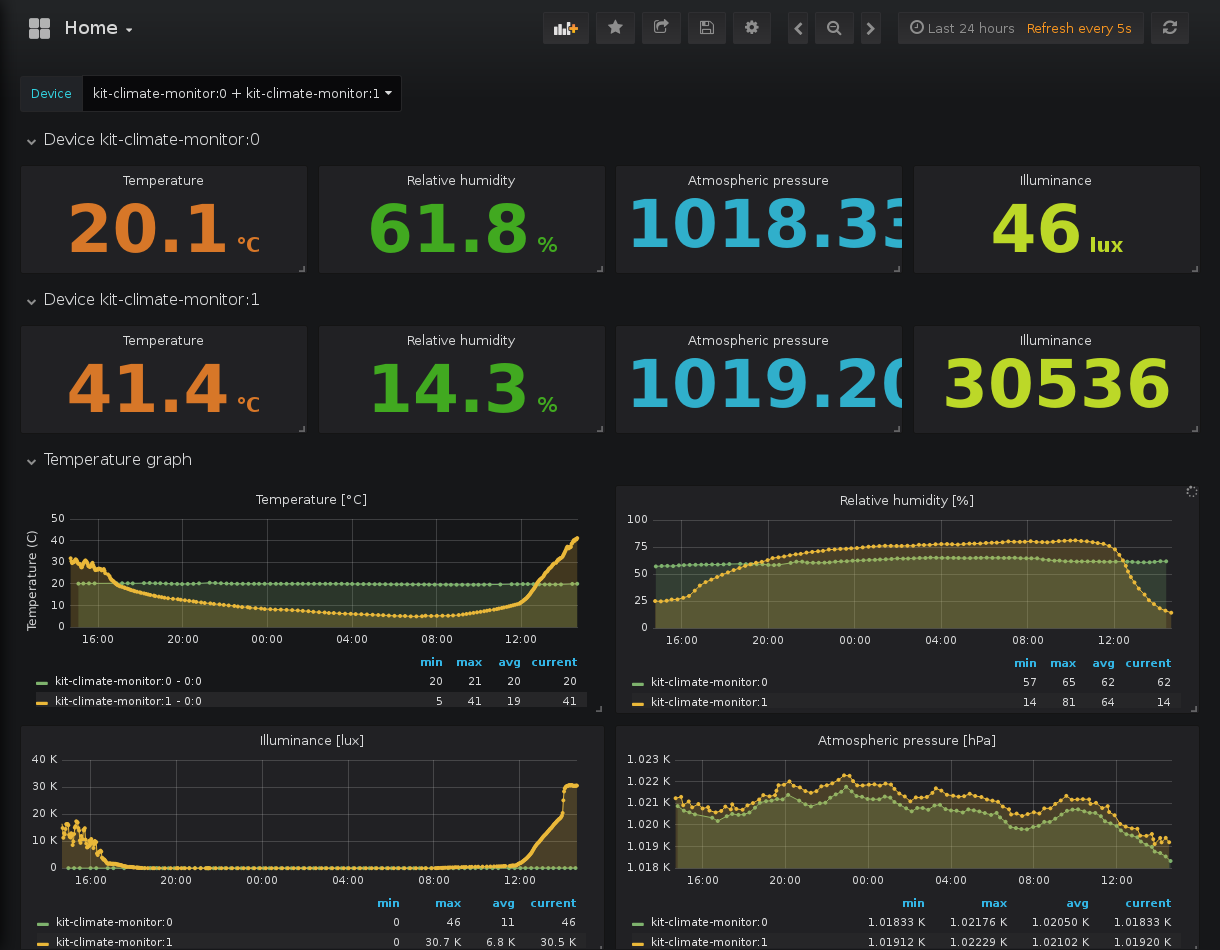 Home
Last 24 hours Refresh every 5s
Device kit-climate-monitor:0 + kit-climate-monitor:1
Device kit-climate-monitor:0
Temperature Relative humidity Atmospheric pressure Illuminance
20.1 °C 61.8 % 1018.33 46 lux
Device kit-climate-monitor:1
Temperature Relative humidity Atmospheric pressure Illuminance
41.4 °C 14.3 % 1019.20 30536
Temperature graph
Temperature [°C]
Temperature (C)
50
40
30
20
10
0
16:00 20:00 00:00 04:00 08:00 12:00
min max avg current
kit-climate-monitor:0 - 0:0 20 21 20 20
kit-climate-monitor:1 - 0:0 5 41 19 41
Relative humidity [%]
100
75
50
25
0
16:00 20:00 00:00 04:00 08:00 12:00
min max avg current
kit-climate-monitor:0 57 65 62 62
kit-climate-monitor:1 14 81 64 14
Illuminance [lux]
40 K
30 K
20 K
10 K
0
16:00 20:00 00:00 04:00 08:00 12:00
min max avg current
kit-climate-monitor:0 0 46 11 46
kit-climate-monitor:1 0 30.7 K 6.8 K 30.5 K
Atmospheric pressure [hPa]
1.023 K
1.022 K
1.021 K
1.020 K
1.019 K
1.018 K
16:00 20:00 00:00 04:00 08:00 12:00
min max avg current
kit-climate-monitor:0 1.01833 K 1.02176 K 1.02050 K 1.01833 K
kit-climate-monitor:1 1.01912 K 1.02229 K 1.02102 K 1.01920 K